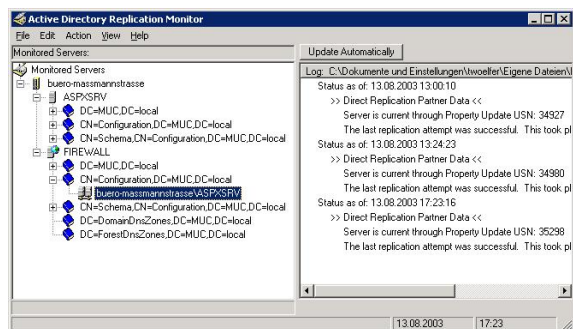 Active Directory Replication Monitor
File Edit Action View Help
Monitored Servers:
Update Automatically
Monitored Servers
buero-massmannstrasse
ASPXSRV
DC=MUC,DC=local
CN=Configuration,DC=MUC,DC=local
CN=Schema,CN=Configuration,DC=MUC,DC=local
FIREWALL
DC=MUC,DC=local
CN=Configuration,DC=MUC,DC=local
buero-massmannstrasse\ASPXSRV
CN=Schema,CN=Configuration,DC=MUC,DC=local
DC=DomainDnsZones,DC=MUC,DC=local
DC=ForestDnsZones,DC=MUC,DC=local
Log: C:\Dokumente und Einstellungen\twoelfer\Eigene Dateien\
Status as of: 13.08.2003 13:00:10
>> Direct Replication Partner Data <<
Server is current through Property Update USN: 34927
The last replication attempt was successful. This took pl
Status as of: 13.08.2003 13:24:23
>> Direct Replication Partner Data <<
Server is current through Property Update USN: 34980
The last replication attempt was successful. This took pl
Status as of: 13.08.2003 17:23:16
>> Direct Replication Partner Data <<
Server is current through Property Update USN: 35298
The last replication attempt was successful. This took pl
13.08.2003 17:23